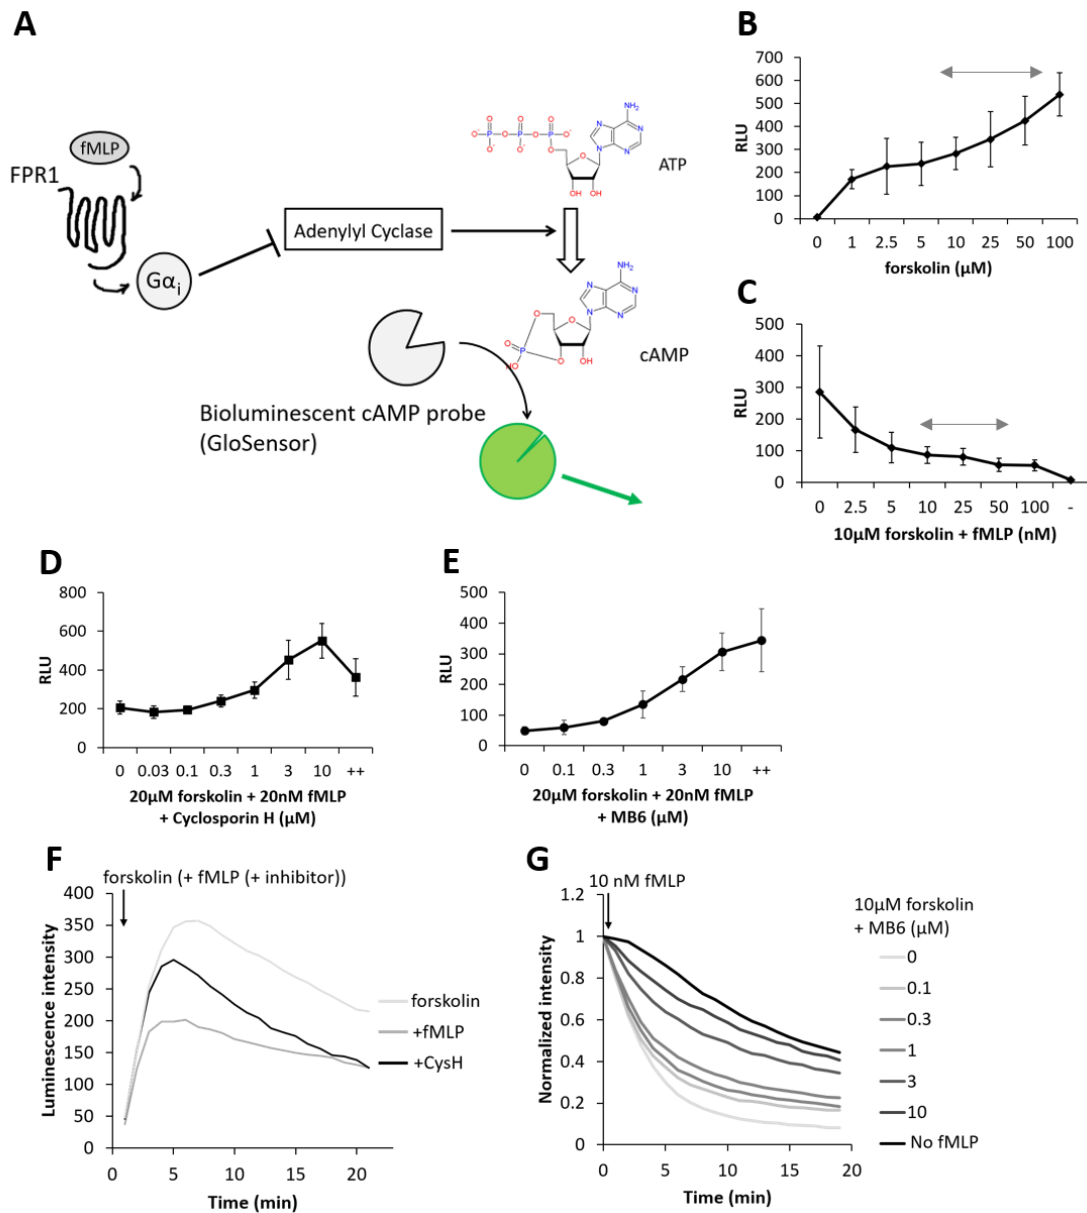 A
fMLP
FPR1
Gαi
Adenylyl Cyclase
NH2
ATP
OH OH
NH2
cAMP
OH
HO
Bioluminescent cAMP probe
(GloSensor)
B
RLU
700
600
500
400
300
200
100
0
0 1 2.5 5 10 25 50 100
forskolin (µM)
C
RLU
500
400
300
200
100
0
0 2.5 5 10 25 50 100 -
10µM forskolin + fMLP (nM)
D
RLU
800
600
400
200
0
0 0.03 0.1 0.3 1 3 10 ++
20µM forskolin + 20nM fMLP
+ Cyclosporin H (µM)
E
RLU
500
400
300
200
100
0
0 0.1 0.3 1 3 10 ++
20µM forskolin + 20nM fMLP
+ MB6 (µM)
F
forskolin (+ fMLP (+ inhibitor))
Luminescence intensity
400
350
300
250
200
150
100
50
0
0 5 10 15 20
Time (min)
forskolin
+fMLP
+CysH
G
10 nM fMLP
Normalized intensity
1.2
1
0.8
0.6
0.4
0.2
0
0 5 10 15 20
Time (min)
10µM forskolin
+ MB6 (µM)
0
0.1
0.3
1
3
10
No fMLP